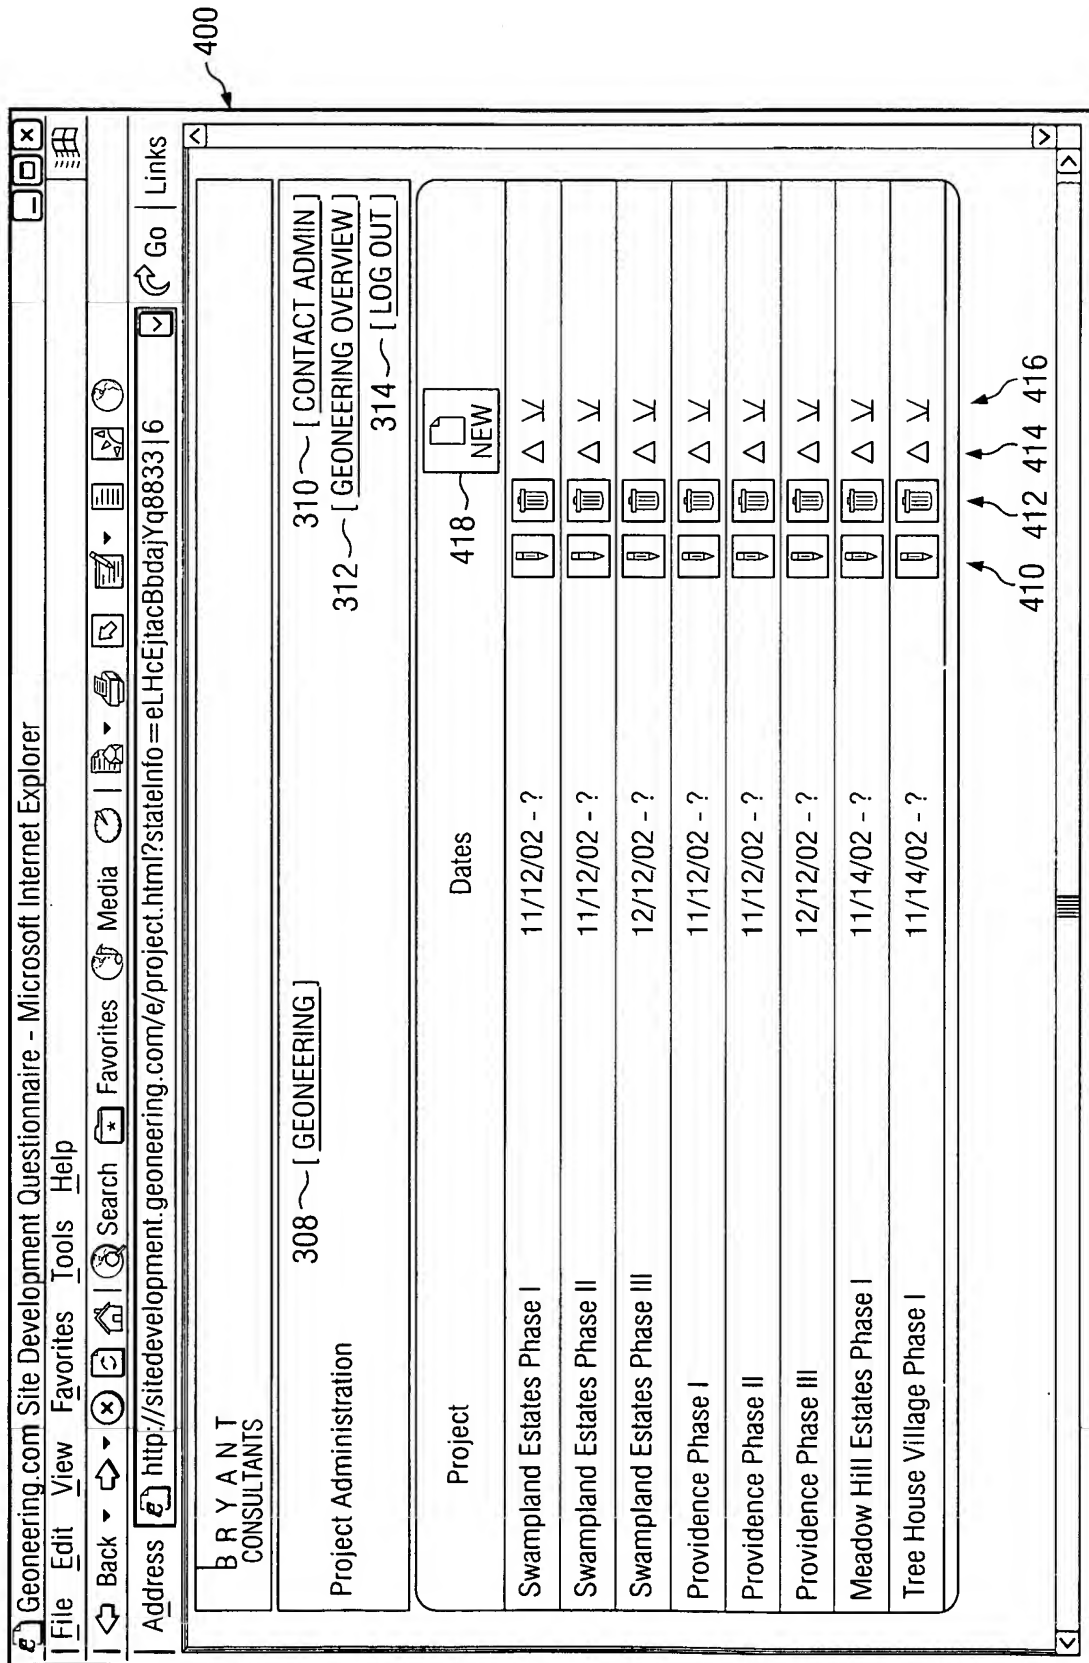 Geoneering.com Site Development Questionnaire - Microsoft Internet Explorer
File Edit View Favorites Tools Help
Back Search Favorites Media
Address http://sitedevelopment.geoneering.com/e/project.html?stateInfo=eLHcEjtacBbdajYq8833|6 Go Links
400
BRYANT
CONSULTANTS
Project Administration 308 [GEONEERING] 310 [CONTACT ADMIN]
312 [GEONEERING OVERVIEW]
314 [LOG OUT]
Project Dates 418 NEW
Swampland Estates Phase I 11/12/02 - ?
Swampland Estates Phase II 11/12/02 - ?
Swampland Estates Phase III 12/12/02 - ?
Providence Phase I 11/12/02 - ?
Providence Phase II 11/12/02 - ?
Providence Phase III 12/12/02 - ?
Meadow Hill Estates Phase I 11/14/02 - ?
Tree House Village Phase I 11/14/02 - ?
410 412 414 416